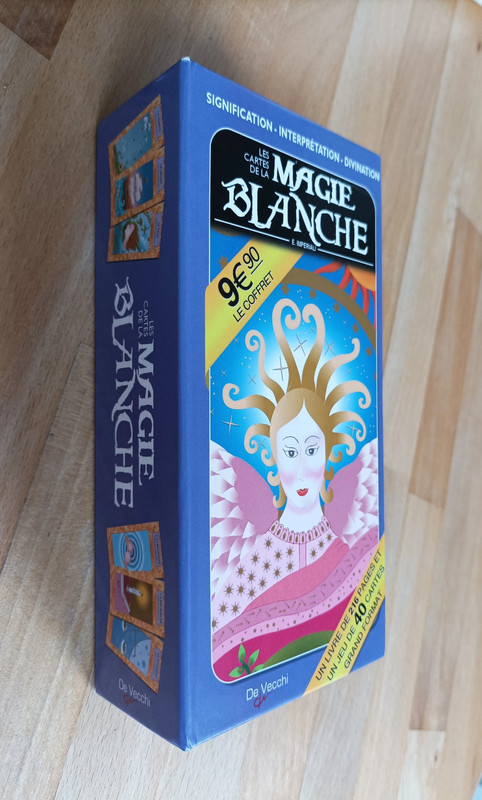 SIGNIFICATION - INTERPRÉTATION - DIVINATION
LES
CARTES
DE LA
MAGIE
BLANCHE
E. IMPERIALI
9€90
LE COFFRET
UN LIVRE DE 216 PAGES ET
UN JEU DE 40 CARTES
GRAND FORMAT
De Vecchi
LES
CARTES
DE LA
MAGIE
BLANCHE
De Vecchi